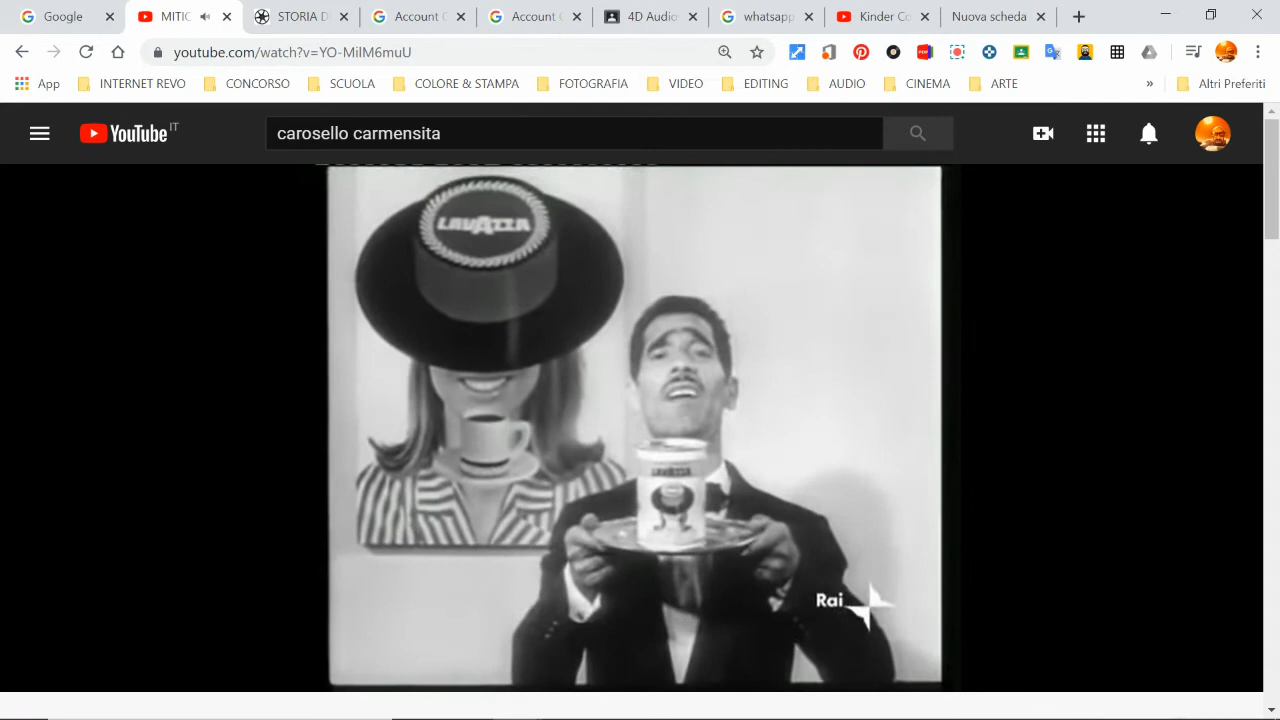 Google
MITIC
STORIA D
Account G
Account G
4D Audio
whatsapp
Kinder Co
Nuova scheda
youtube.com/watch?v=YO-MilM6muU
App
INTERNET REVO
CONCORSO
SCUOLA
COLORE & STAMPA
FOTOGRAFIA
VIDEO
EDITING
AUDIO
CINEMA
ARTE
»
Altri Preferiti
YouTube IT
carosello carmensita
LAVAZZA
LAVAZZA
Rai